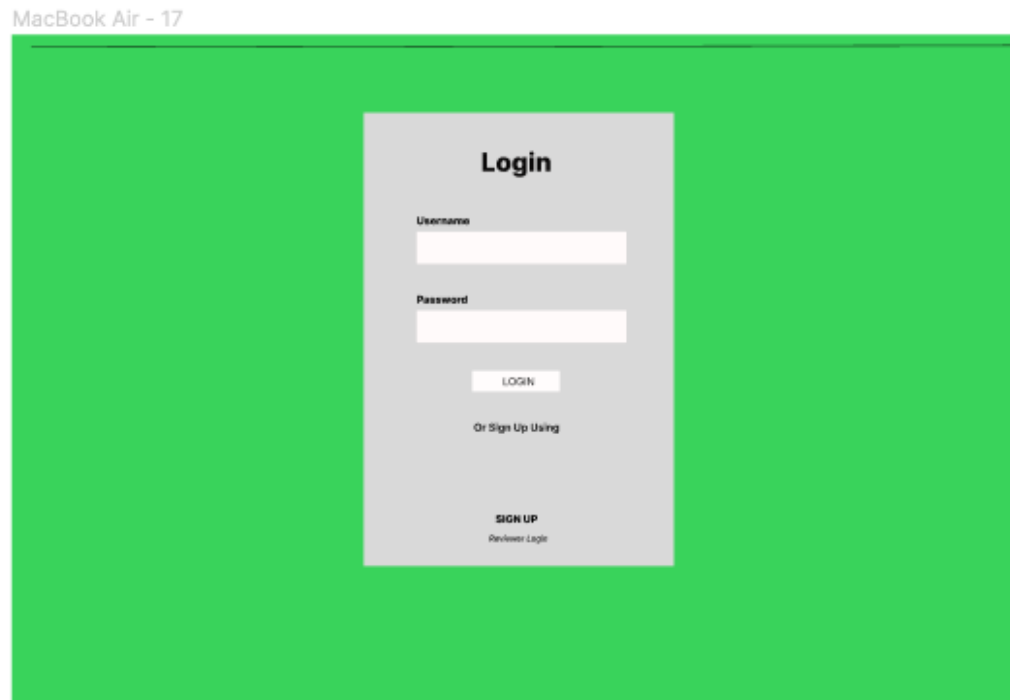 MacBook Air - 17
Login
Username
Password
LOGIN
Or Sign Up Using
SIGN UP
Reviewer Login